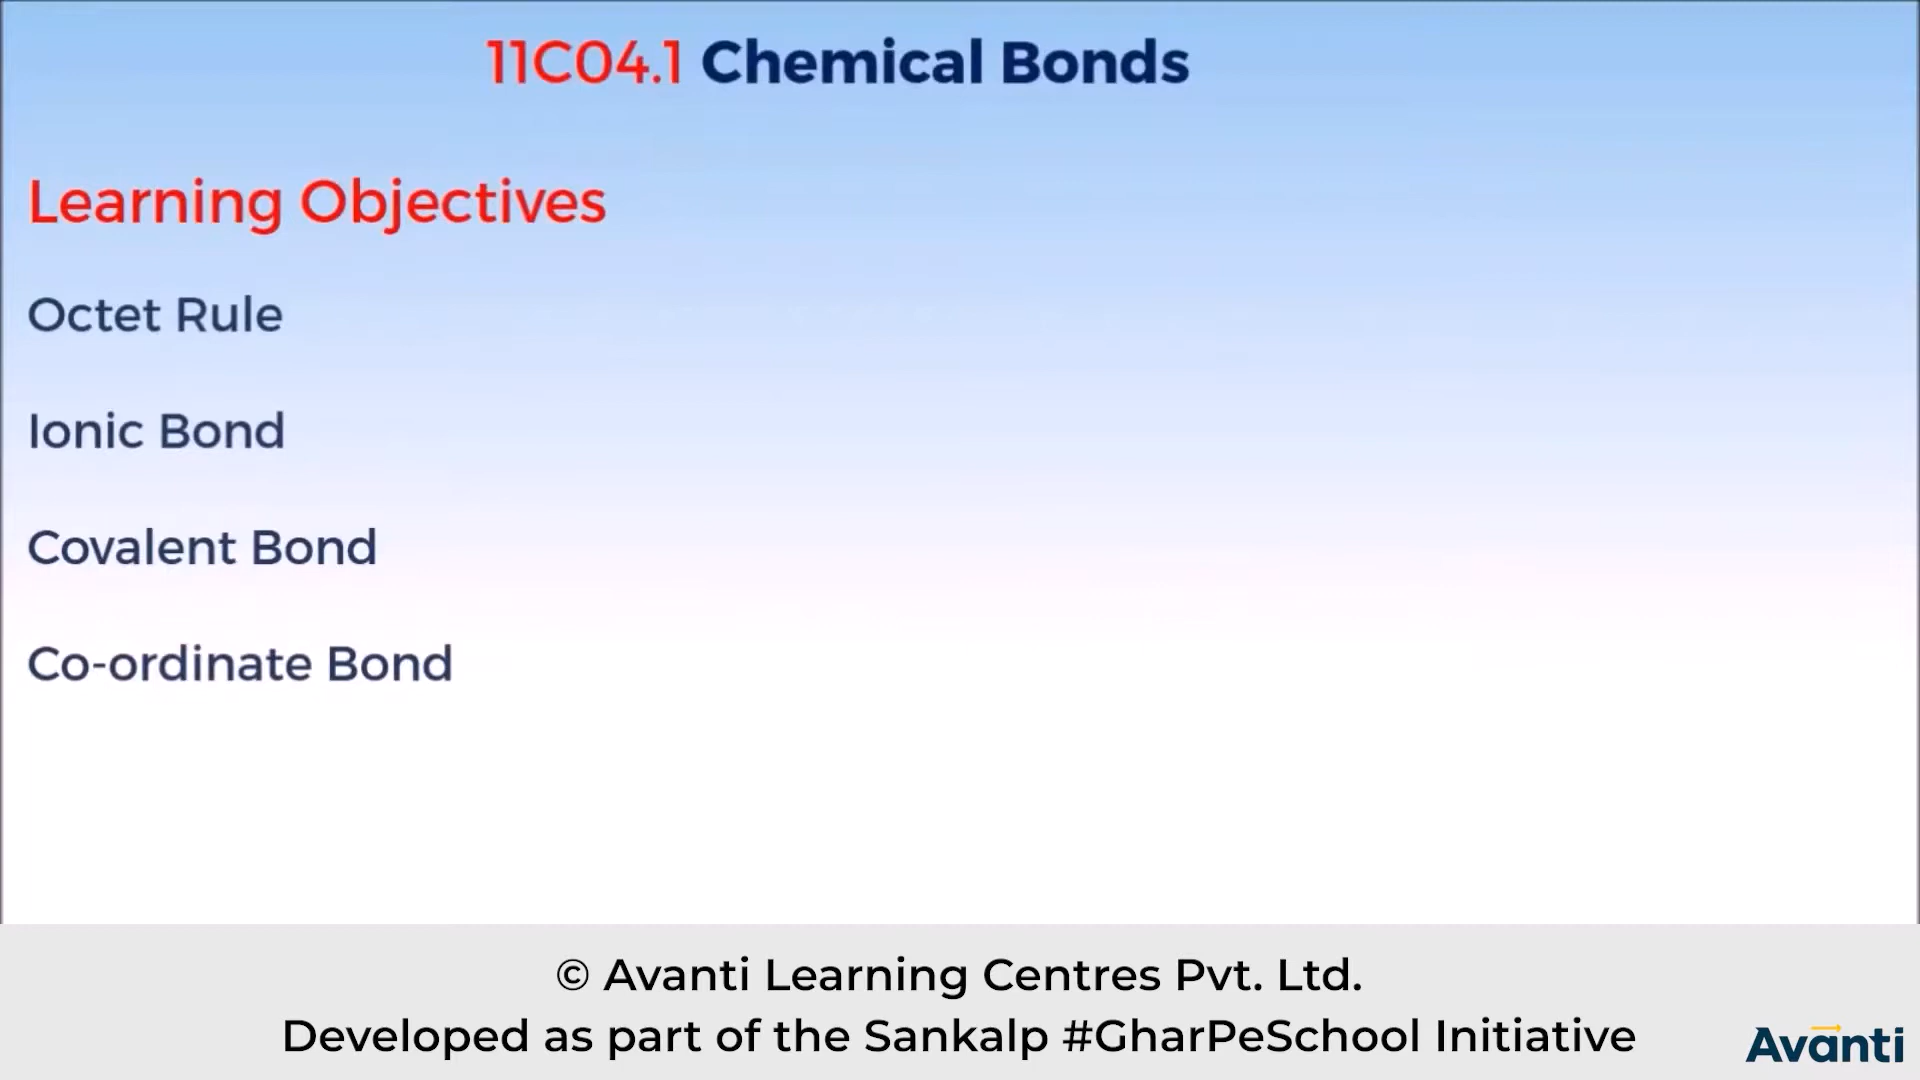 11C04.1 Chemical Bonds
Learning Objectives
Octet Rule
Ionic Bond
Covalent Bond
Co-ordinate Bond
© Avanti Learning Centres Pvt. Ltd.
Developed as part of the Sankalp #GharPeSchool Initiative
Avanti